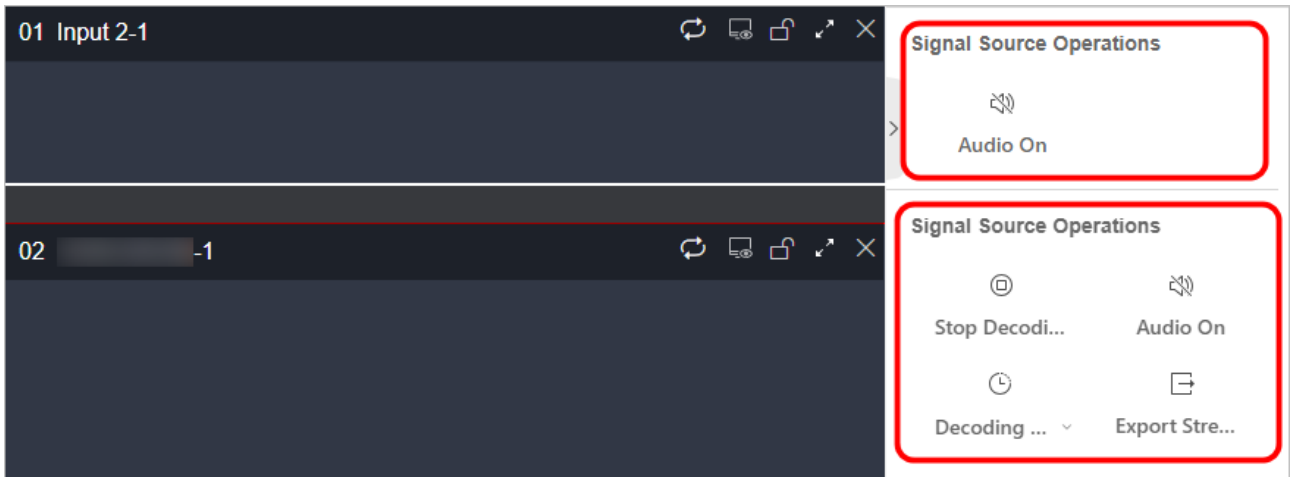 01 Input 2-1
Signal Source Operations
Audio On
02 -1
Signal Source Operations
Stop Decodi... Audio On
Decoding ... Export Stre...